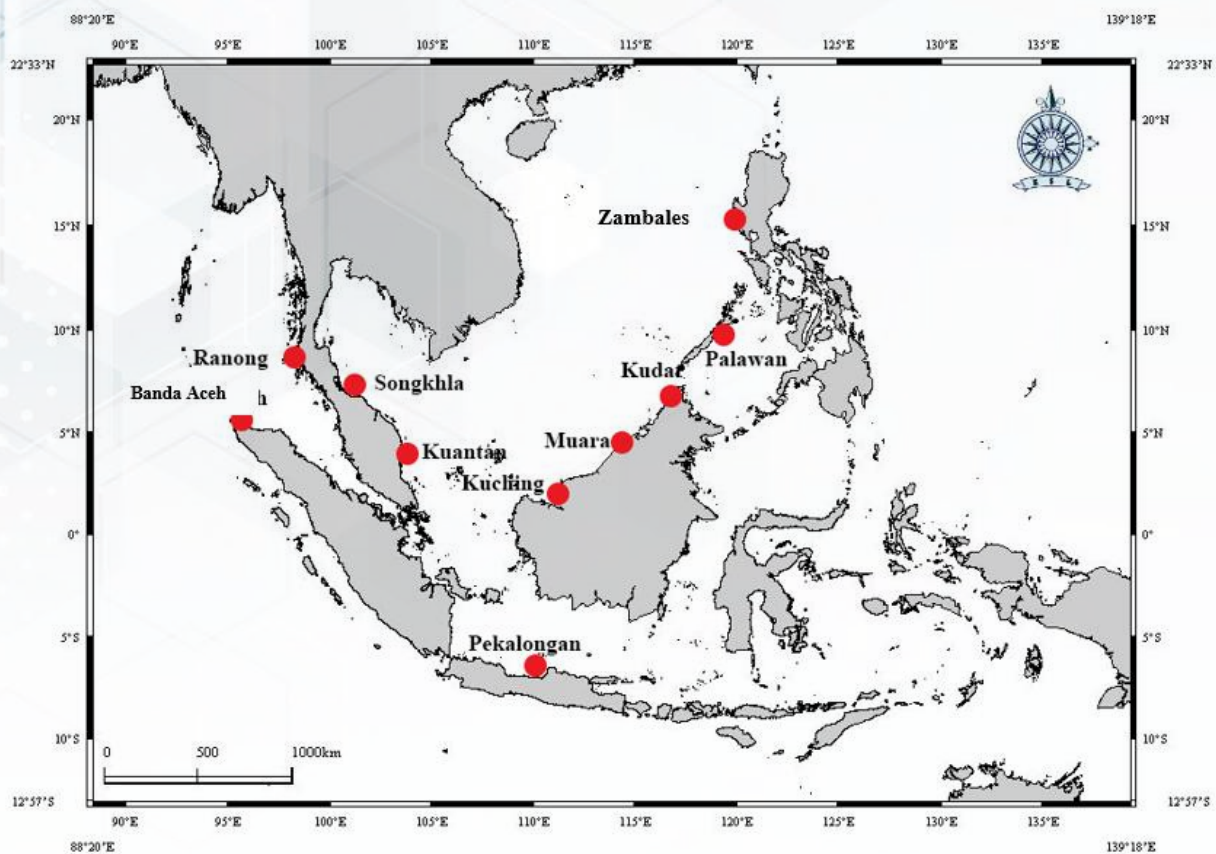 88°20'E 139°18'E
90°E 95°E 100°E 105°E 110°E 115°E 120°E 125°E 130°E 135°E
22°33'N 22°33'N
20°N 20°N
Zambales
15°N 15°N
10°N 10°N
Ranong
Palawan
Kudat
Songkhla
Banda Aceh h
5°N 5°N
Muara
Kuantan
Kuching
0° 0°
5°S 5°S
Pekalongan
10°S 10°S
0 500 1000km
12°57'S 12°57'S
90°E 95°E 100°E 105°E 110°E 115°E 120°E 125°E 130°E 135°E
88°20'E 139°18'E